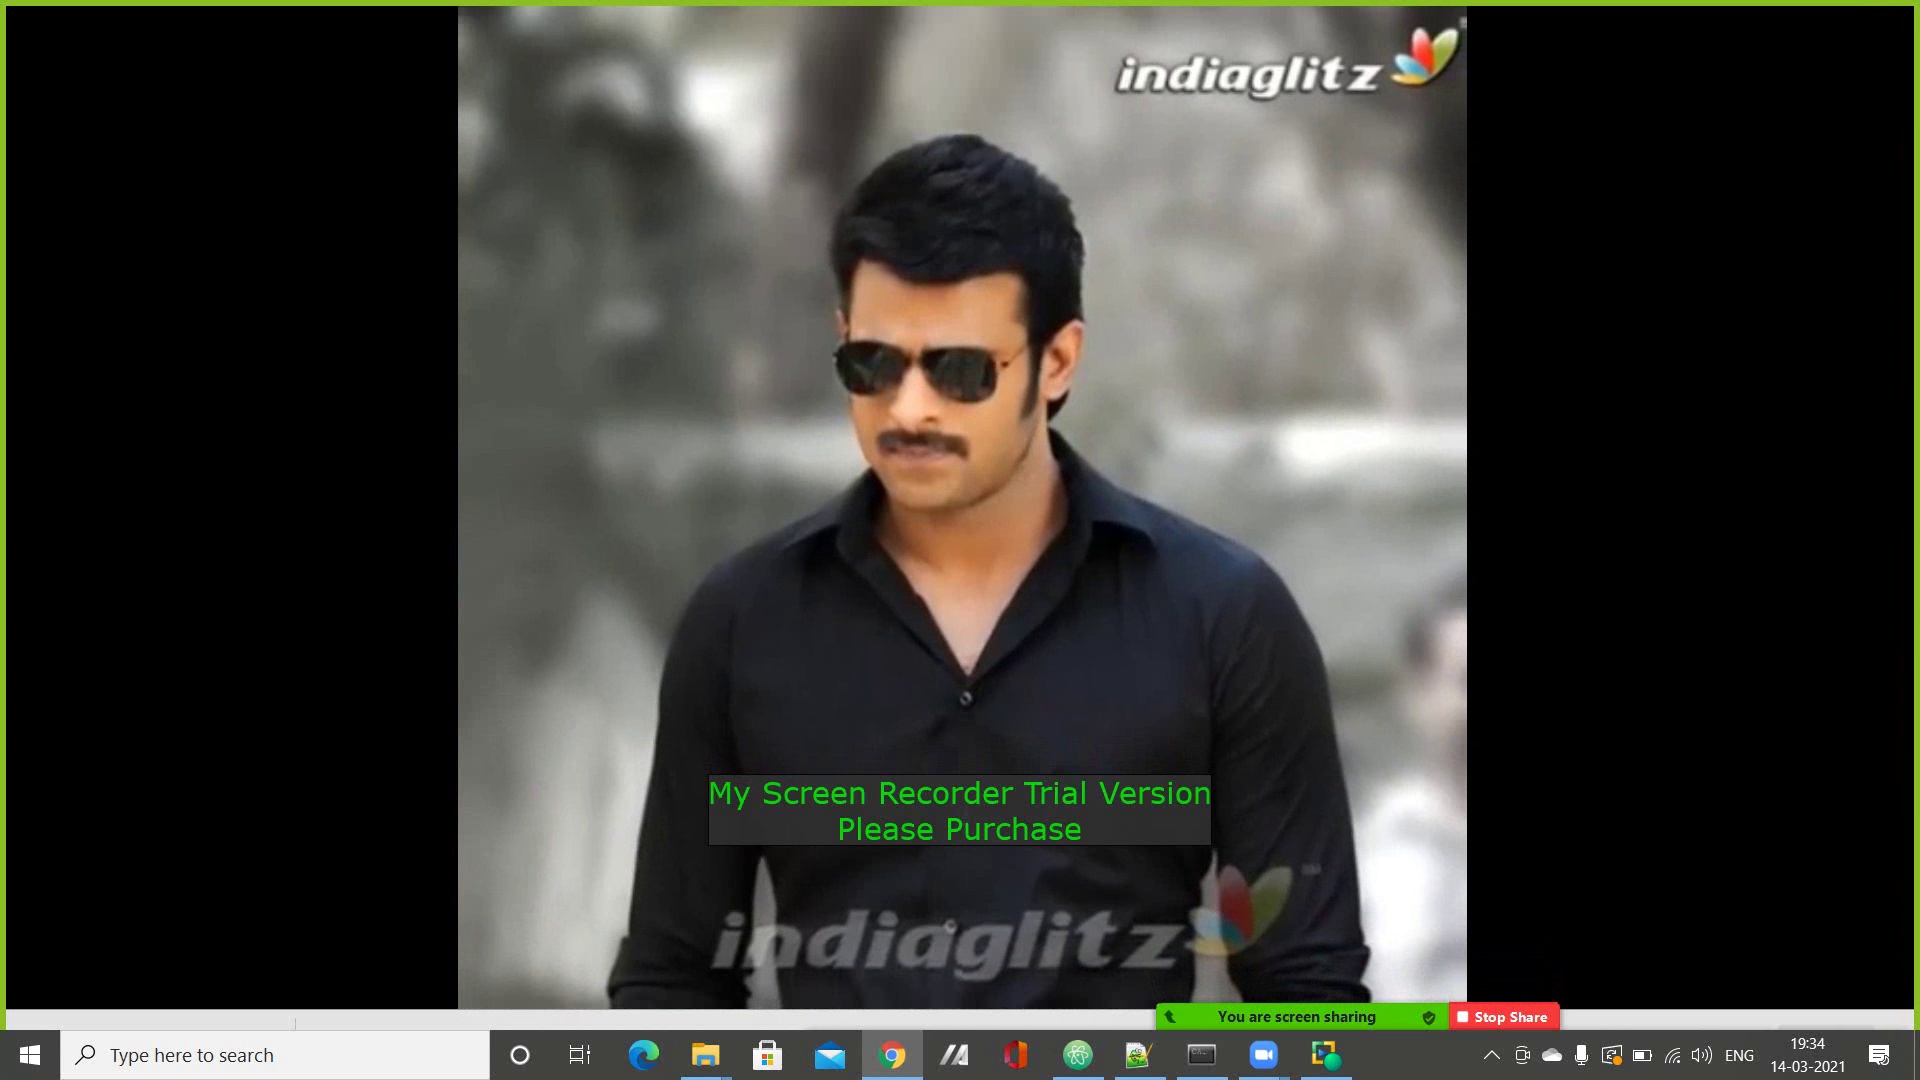 indiaglitz
My Screen Recorder Trial Version
Please Purchase
indiaglitz
You are screen sharing
Stop Share
Type here to search
ENG
19:34
14-03-2021